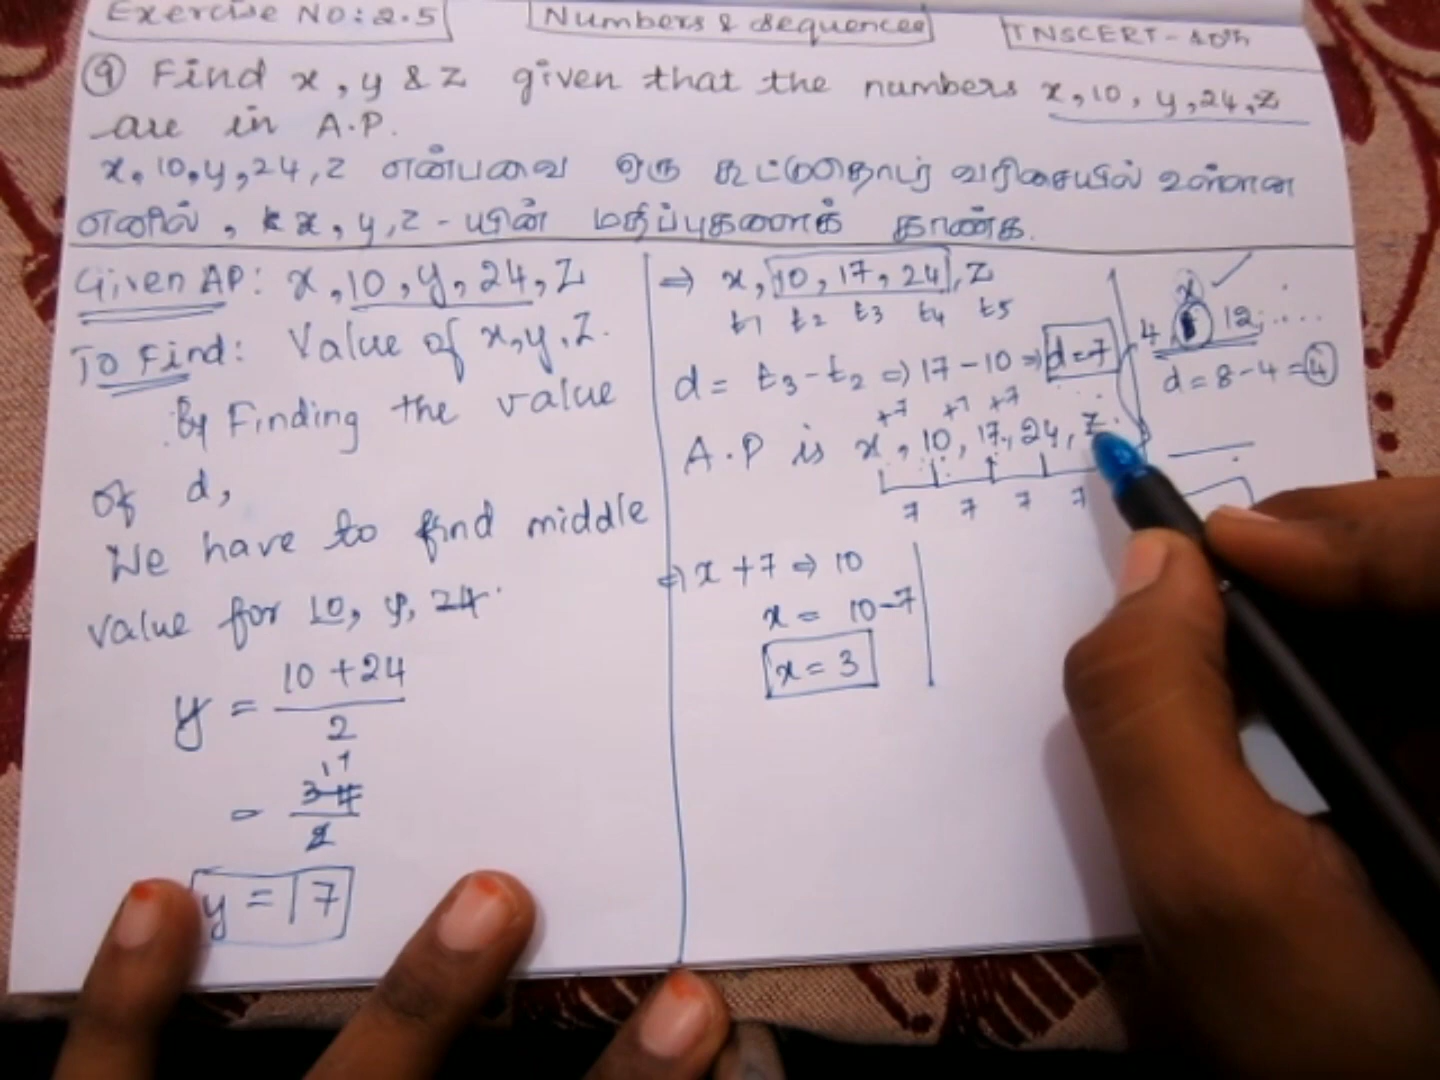 Exercise NO: 2.5
Numbers & Sequences
TNSCERT - 10th
9 Find x, y & z given that the numbers x, 10, y, 24, z
are in A.P.
x, 10, y, 24, z என்பவை ஒரு கூட்டுதொடர் வரிசையில் உள்ளன
எனில், x, y, z - யின் மதிப்புகளைக் காண்க.
Given AP: x, 10, y, 24, z
To Find: Value of x, y, z.
By Finding the value
of d,
We have to find middle
value for 10, y, 24.
y = 10 + 24
2
= 34 17
2
y = 17
⇒ x, 10, 17, 24, z
t1 t2 t3 t4 t5
d = t3 - t2 ⇒ 17 - 10 ⇒ d = 7
+7 +7 +7
A.P is x, 10, 17, 24, z
7 7 7 7
⇒ x + 7 ⇒ 10
x = 10 - 7
x = 3
x
4 12, ....
d = 8 - 4 = 4